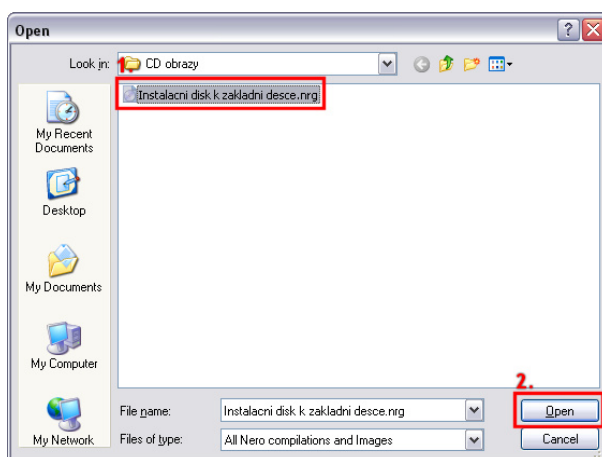 Open
Look in: 1. CD obrazy
Instalacni disk k zakladni desce.nrg
My Recent
Documents
Desktop
My Documents
My Computer
My Network
2.
File name: Instalacni disk k zakladni desce.nrg Open
Files of type: All Nero compilations and Images Cancel